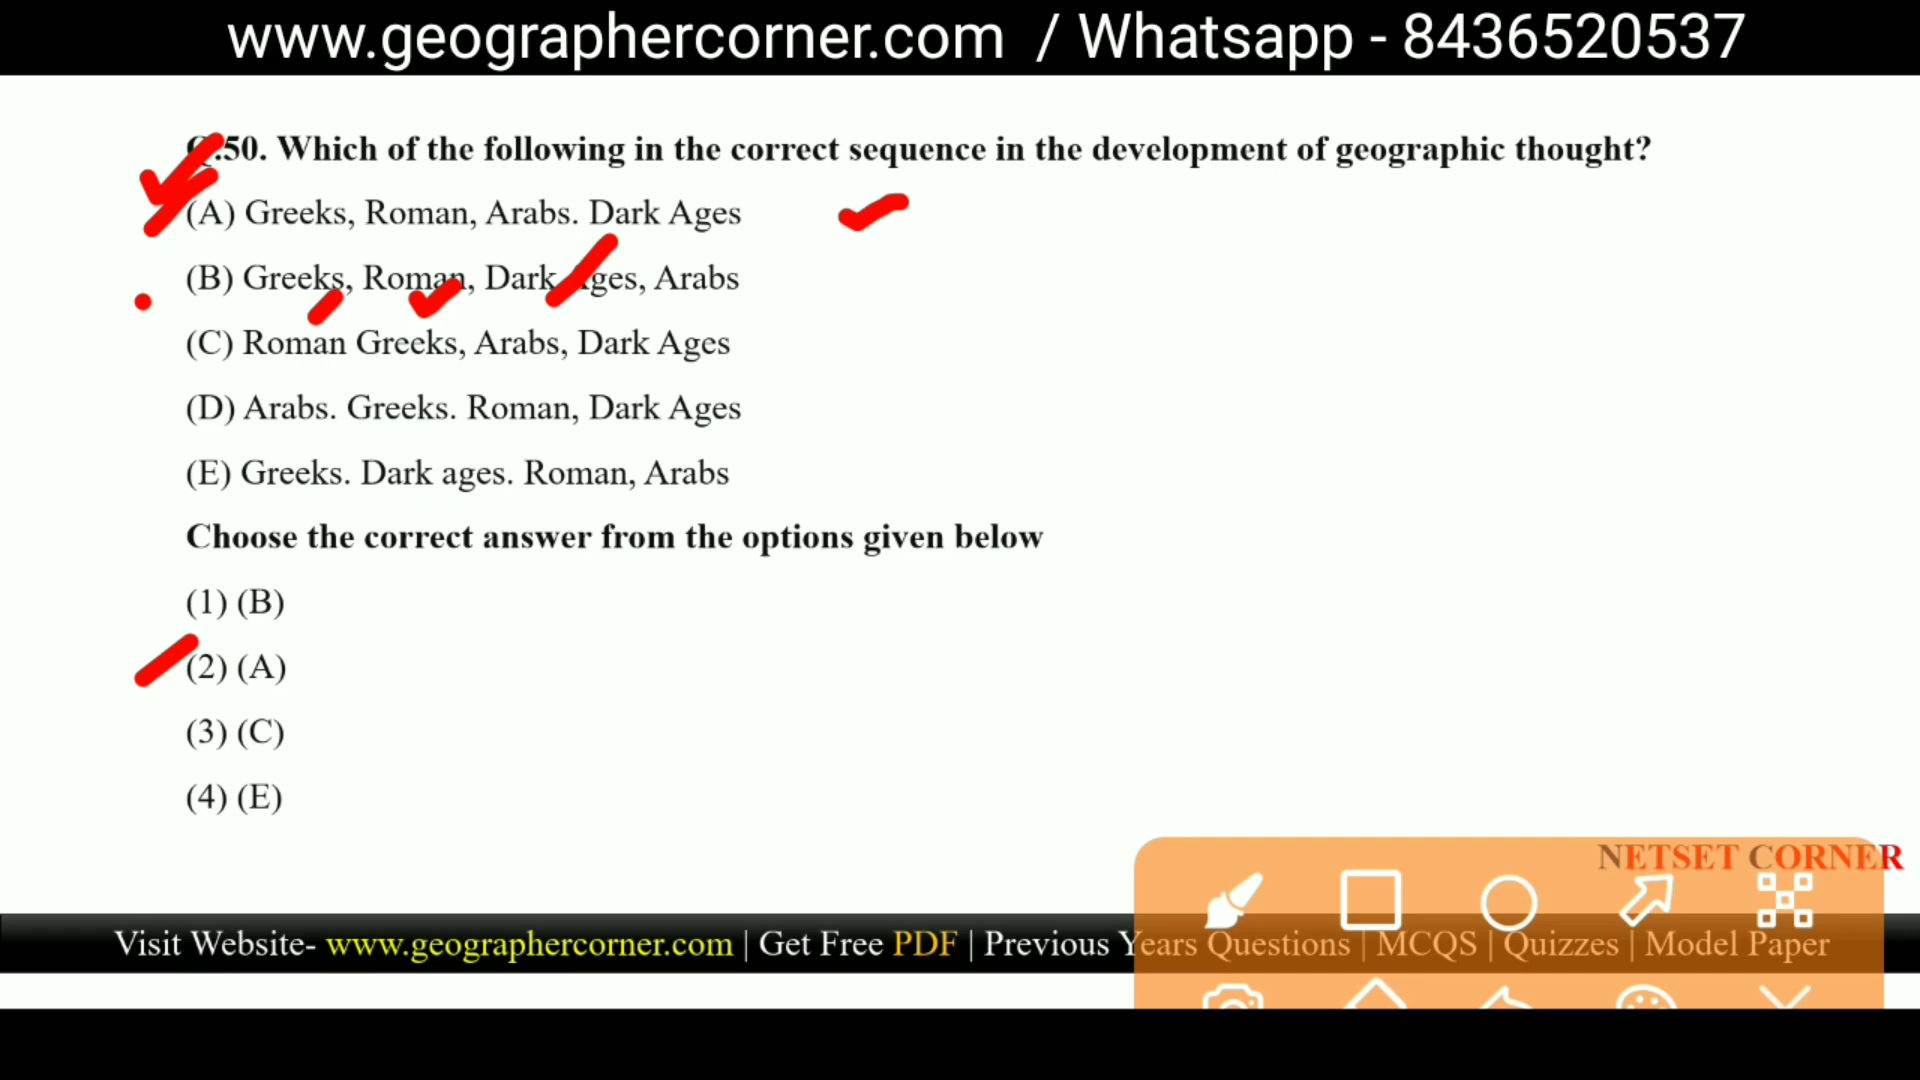 www.geographercorner.com / Whatsapp - 8436520537
Q.50. Which of the following in the correct sequence in the development of geographic thought?
(A) Greeks, Roman, Arabs. Dark Ages
(B) Greeks, Roman, Dark Ages, Arabs
(C) Roman Greeks, Arabs, Dark Ages
(D) Arabs. Greeks. Roman, Dark Ages
(E) Greeks. Dark ages. Roman, Arabs
Choose the correct answer from the options given below
(1) (B)
(2) (A)
(3) (C)
(4) (E)
NETSET CORNER
Visit Website- www.geographercorner.com | Get Free PDF | Previous Years Questions | MCQS | Quizzes | Model Paper